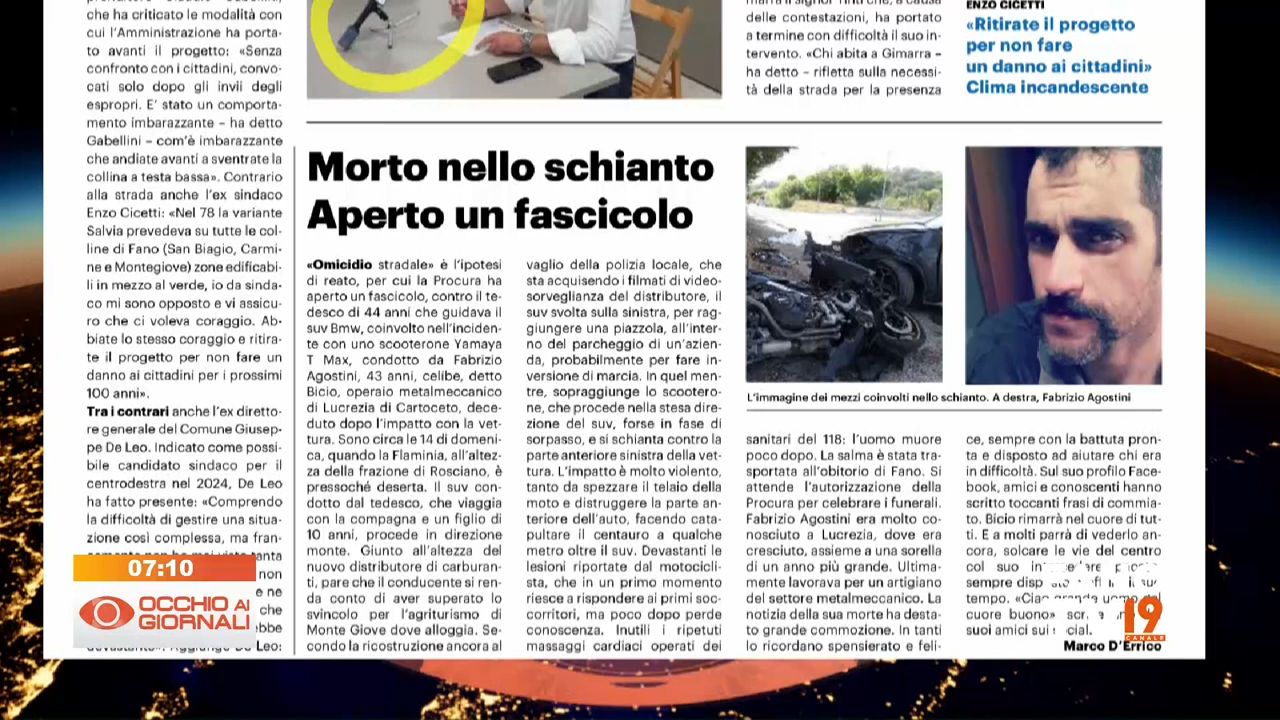 prenditore
che ha criticato le modalità con
cui l'Amministrazione ha porta-
to avanti il progetto: «Senza
confronto con i cittadini, convo-
cati solo dopo gli invii degli
espropri. E' stato un comporta-
mento imbarazzante – ha detto
Gabellini – com'è imbarazzante
che andiate avanti a sventrate la
collina a testa bassa». Contrario
alla strada anche l'ex sindaco
Enzo Cicetti: «Nel 78 la variante
Salvia prevedeva su tutte le col-
line di Fano (San Biagio, Carmi-
ne e Montegiove) zone edificabi-
li in mezzo al verde, io da sinda-
co mi sono opposto e vi assicu-
ro che ci voleva coraggio. Ab-
biate lo stesso coraggio e ritira-
te il progetto per non fare un
danno ai cittadini per i prossimi
100 anni».
Tra i contrari anche l'ex diretto-
re generale del Comune Giusep-
pe De Leo. Indicato come possi-
bile candidato sindaco per il
centrodestra nel 2024, De Leo
ha fatto presente: «Comprendo
la difficoltà di gestire una situa-
zione così complessa, ma fran-
tanta
non
e ne
che
ebbe
De Leo:
delle contestazioni, ha portato
a termine con difficoltà il suo in-
tervento. «Chi abita a Gimarra –
ha detto – rifletta sulla necessi-
tà della strada per la presenza
ENZO CICETTI
«Ritirate il progetto
per non fare
un danno ai cittadini»
Clima incandescente
Morto nello schianto
Aperto un fascicolo
«Omicidio stradale» è l'ipotesi
di reato, per cui la Procura ha
aperto un fascicolo, contro il te-
desco di 44 anni che guidava il
suv Bmw, coinvolto nell'inciden-
te con uno scooterone Yamaya
T Max, condotto da Fabrizio
Agostini, 43 anni, celibe, detto
Bicio, operaio metalmeccanico
di Lucrezia di Cartoceto, dece-
duto dopo l'impatto con la vet-
tura. Sono circa le 14 di domeni-
ca, quando la Flaminia, all'altez-
za della frazione di Rosciano, è
pressoché deserta. Il suv con-
dotto dal tedesco, che viaggia
con la compagna e un figlio di
10 anni, procede in direzione
monte. Giunto all'altezza del
nuovo distributore di carburan-
ti, pare che il conducente si ren-
da conto di aver superato lo
svincolo per l'agriturismo di
Monte Giove dove alloggia. Se-
condo la ricostruzione ancora al
vaglio della polizia locale, che
sta acquisendo i filmati di video-
sorveglianza del distributore, il
suv svolta sulla sinistra, per rag-
giungere una piazzola, all'inter-
no del parcheggio di un'azien-
da, probabilmente per fare in-
versione di marcia. In quel men-
tre, sopraggiunge lo scootero-
ne, che procede nella stesa dire-
zione del suv, forse in fase di
sorpasso, e si schianta contro la
parte anteriore sinistra della vet-
tura. L'impatto è molto violento,
tanto da spezzare il telaio della
moto e distruggere la parte an-
teriore dell'auto, facendo cata-
pultare il centauro a qualche
metro oltre il suv. Devastanti le
lesioni riportate dal motocicli-
sta, che in un primo momento
riesce a rispondere ai primi soc-
corritori, ma poco dopo perde
conoscenza. Inutili i ripetuti
massaggi cardiaci operati dei
L'immagine dei mezzi coinvolti nello schianto. A destra, Fabrizio Agostini
sanitari del 118: l'uomo muore
poco dopo. La salma è stata tra-
sportata all'obitorio di Fano. Si
attende l'autorizzazione della
Procura per celebrare i funerali.
Fabrizio Agostini era molto co-
nosciuto a Lucrezia, dove era
cresciuto, assieme a una sorella
di un anno più grande. Ultima-
mente lavorava per un artigiano
del settore metalmeccanico. La
notizia della sua morte ha desta-
to grande commozione. In tanti
lo ricordano spensierato e feli-
ce, sempre con la battuta pron-
ta e disposto ad aiutare chi era
in difficoltà. Sul suo profilo Face-
book, amici e conoscenti hanno
scritto toccanti frasi di commia-
to. Bicio rimarrà nel cuore di tut-
ti. E a molti parrà di vederlo an-
cora, solcare le vie del centro
col suo
sempre
tempo. «Ciao
cuore buono»
suoi amici sui
Marco D'Errico
07:10
OCCHIO AI
GIORNALI
19
CANALE